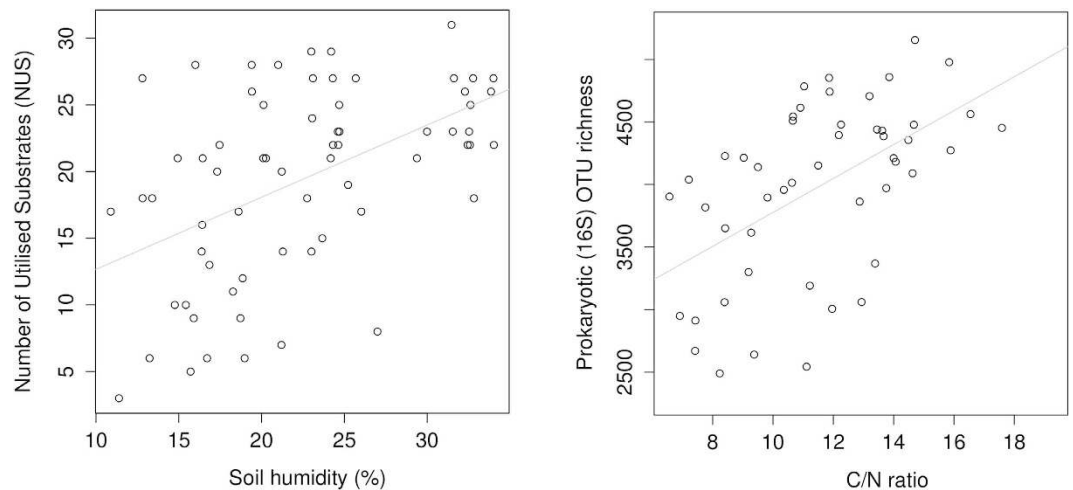 Number of Utilised Substrates (NUS)
30
25
20
15
10
5
10 15 20 25 30
Soil humidity (%)
Prokaryotic (16S) OTU richness
4500
3500
2500
8 10 12 14 16 18
C/N ratio